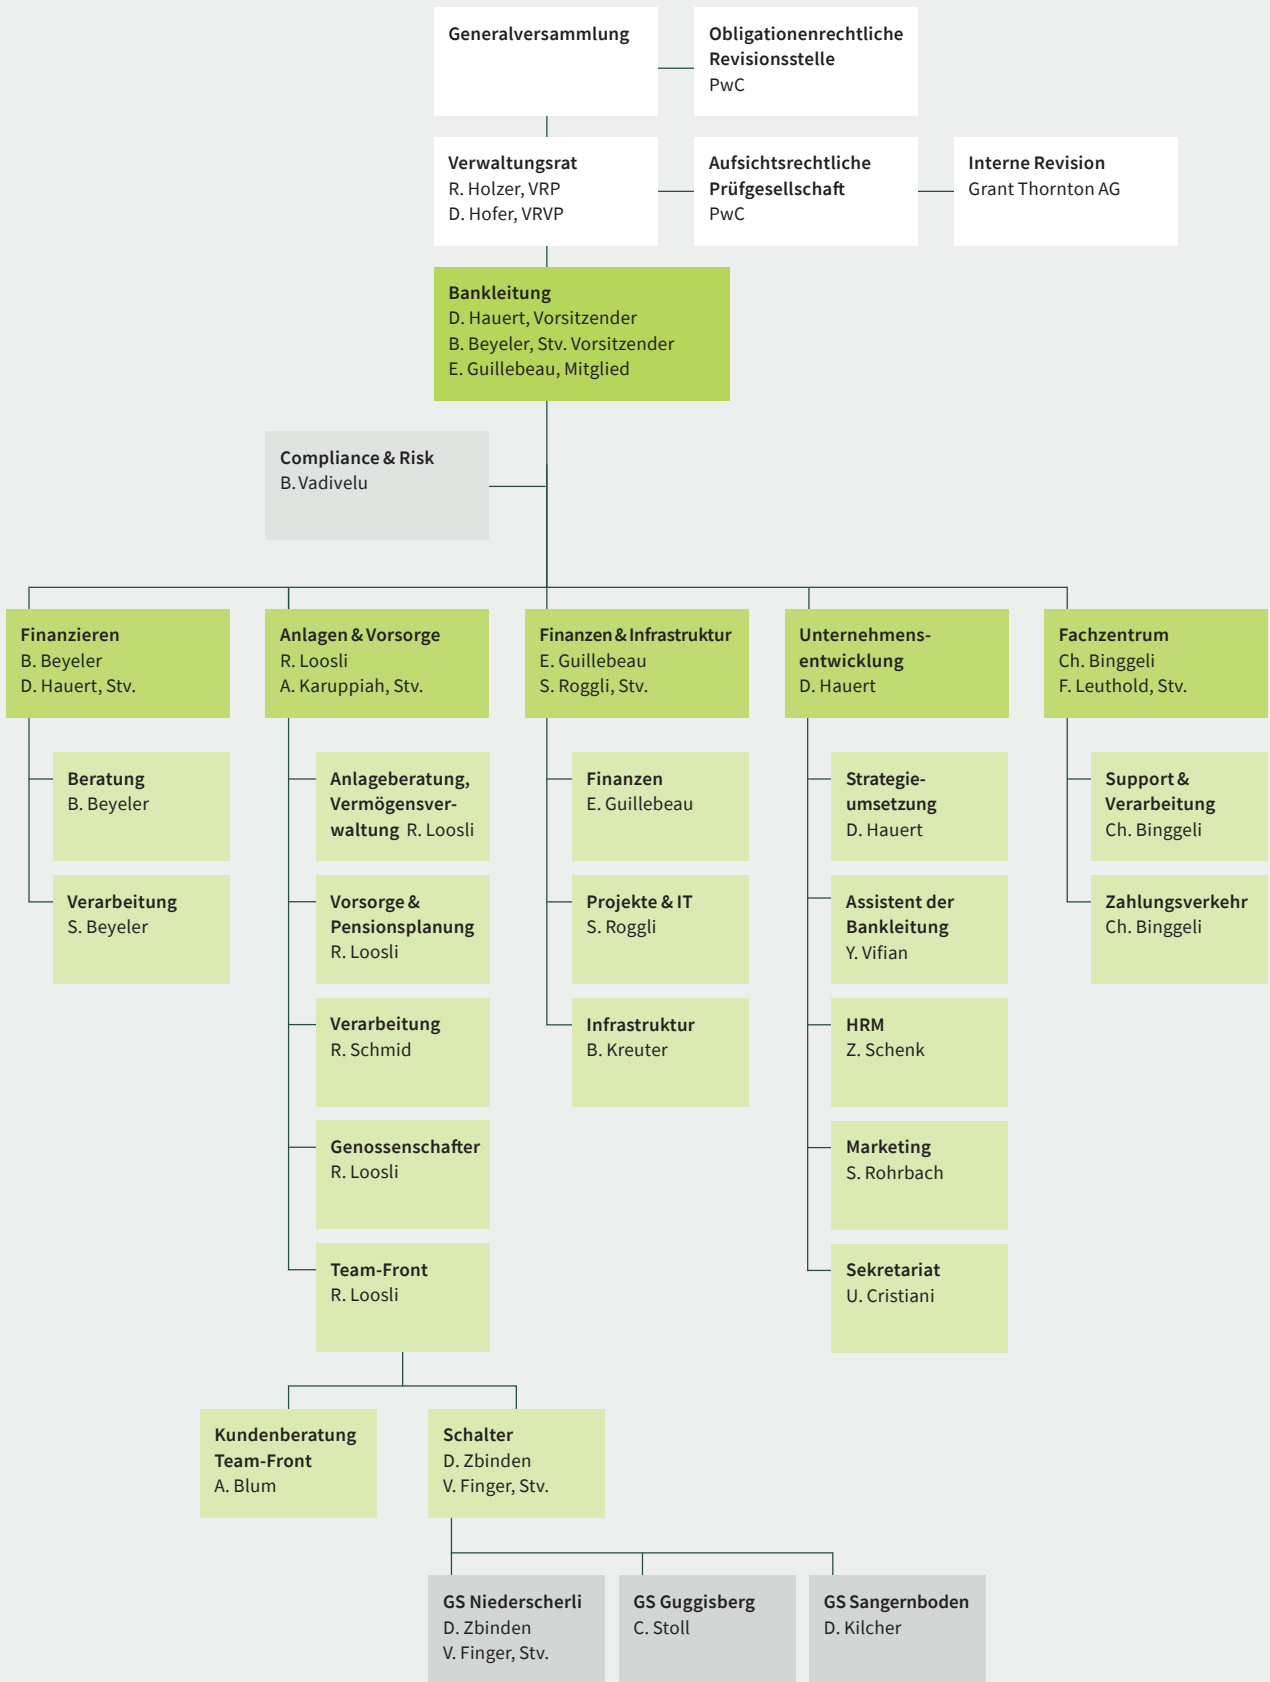 Generalversammlung
Obligationenrechtliche
Revisionsstelle
PwC
Verwaltungsrat
R. Holzer, VRP
D. Hofer, VRVP
Aufsichtsrechtliche
Prüfgesellschaft
PwC
Interne Revision
Grant Thornton AG
Bankleitung
D. Hauert, Vorsitzender
B. Beyeler, Stv. Vorsitzender
E. Guillebeau, Mitglied
Compliance & Risk
B. Vadivelu
Finanzieren
B. Beyeler
D. Hauert, Stv.
Anlagen & Vorsorge
R. Loosli
A. Karuppiah, Stv.
Finanzen & Infrastruktur
E. Guillebeau
S. Roggli, Stv.
Unternehmens-
entwicklung
D. Hauert
Fachzentrum
Ch. Binggeli
F. Leuthold, Stv.
Beratung
B. Beyeler
Verarbeitung
S. Beyeler
Anlageberatung,
Vermögensver-
waltung R. Loosli
Vorsorge &
Pensionsplanung
R. Loosli
Verarbeitung
R. Schmid
Genossenschafter
R. Loosli
Team-Front
R. Loosli
Finanzen
E. Guillebeau
Projekte & IT
S. Roggli
Infrastruktur
B. Kreuter
Strategie-
umsetzung
D. Hauert
Assistent der
Bankleitung
Y. Vifian
HRM
Z. Schenk
Marketing
S. Rohrbach
Sekretariat
U. Cristiani
Support &
Verarbeitung
Ch. Binggeli
Zahlungsverkehr
Ch. Binggeli
Kundenberatung
Team-Front
A. Blum
Schalter
D. Zbinden
V. Finger, Stv.
GS Niederscherli
D. Zbinden
V. Finger, Stv.
GS Guggisberg
C. Stoll
GS Sangernboden
D. Kilcher